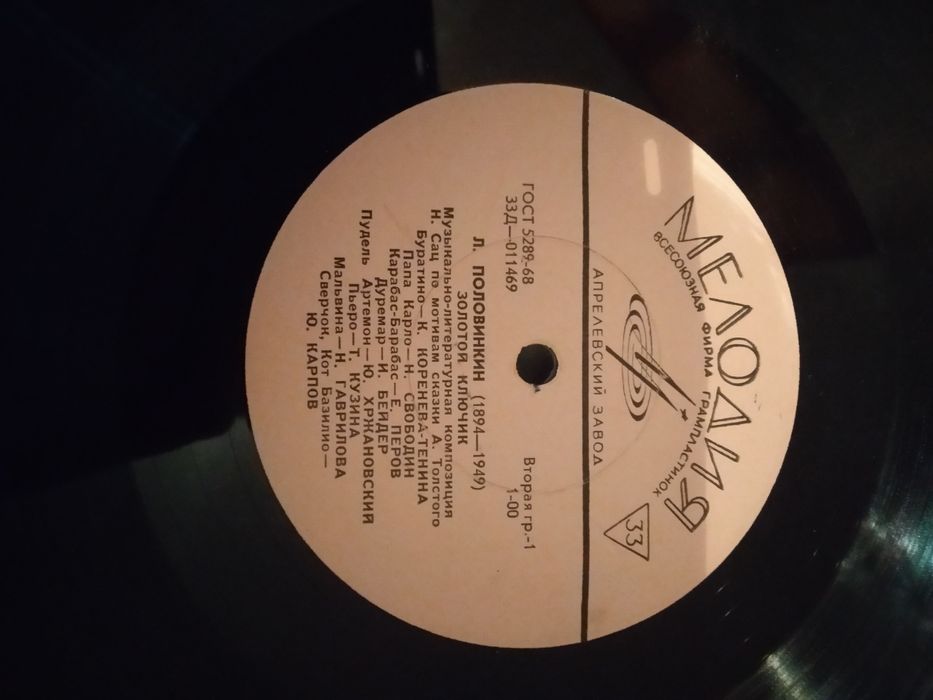 МЕЛОДИЯ
ВСЕСОЮЗНАЯ ФИРМА ГРАМПЛАСТИНОК
33
АПРЕЛЕВСКИЙ ЗАВОД
ГОСТ 5289-68
Вторая гр.-1
33Д—011469
1-00
Л. ПОЛОВИНКИН (1894—1949)
ЗОЛОТОЙ КЛЮЧИК
Музыкально-литературная композиция
Н. Сац по мотивам сказки А. Толстого
Буратино—К. КОРЕНЕВА-ТЕНИНА
Папа Карло—Н. СВОБОДИН
Карабас-Барабас—Е. ПЕРОВ
Дуремар—И. БЕЙДЕР
Пудель Артемон—Ю. ХРЖАНОВСКИЙ
Пьеро—Т. КУЗИНА
Мальвина—Н. ГАВРИЛОВА
Сверчок, Кот Базилио—
Ю. КАРПОВ